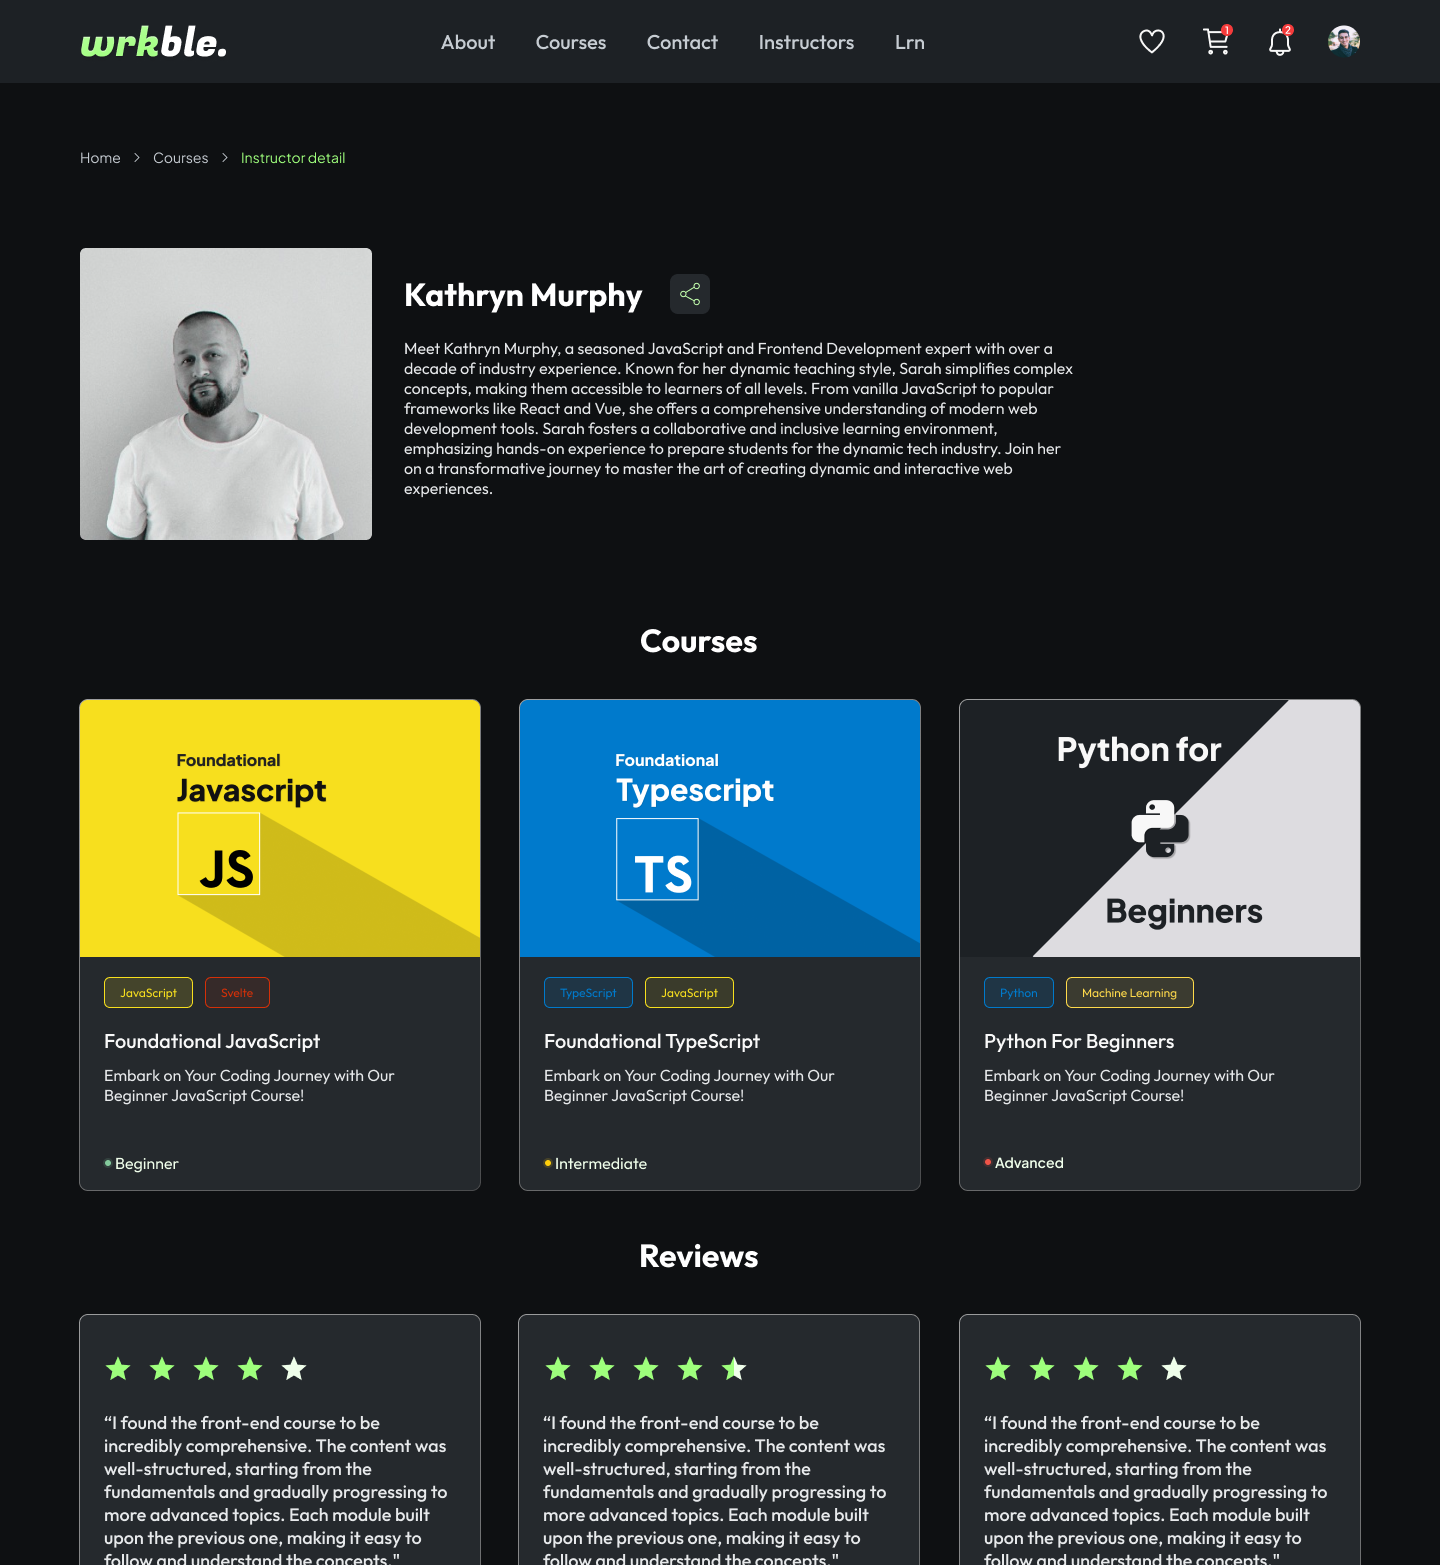 wrkble.
About
Courses
Contact
Instructors
Lrn
1
2
Home
Courses
Instructor detail
Kathryn Murphy
Meet Kathryn Murphy, a seasoned JavaScript and Frontend Development expert with over a
decade of industry experience. Known for her dynamic teaching style, Sarah simplifies complex
concepts, making them accessible to learners of all levels. From vanilla JavaScript to popular
frameworks like React and Vue, she offers a comprehensive understanding of modern web
development tools. Sarah fosters a collaborative and inclusive learning environment,
emphasizing hands-on experience to prepare students for the dynamic tech industry. Join her
on a transformative journey to master the art of creating dynamic and interactive web
experiences.
Courses
Foundational
Javascript
JS
JavaScript
Svelte
Foundational JavaScript
Embark on Your Coding Journey with Our
Beginner JavaScript Course!
Beginner
Foundational
Typescript
TS
TypeScript
JavaScript
Foundational TypeScript
Embark on Your Coding Journey with Our
Beginner JavaScript Course!
Intermediate
Python for
Beginners
Python
Machine Learning
Python For Beginners
Embark on Your Coding Journey with Our
Beginner JavaScript Course!
Advanced
Reviews
“I found the front-end course to be
incredibly comprehensive. The content was
well-structured, starting from the
fundamentals and gradually progressing to
more advanced topics. Each module built
upon the previous one, making it easy to
follow and understand the concepts."
“I found the front-end course to be
incredibly comprehensive. The content was
well-structured, starting from the
fundamentals and gradually progressing to
more advanced topics. Each module built
upon the previous one, making it easy to
follow and understand the concepts."
“I found the front-end course to be
incredibly comprehensive. The content was
well-structured, starting from the
fundamentals and gradually progressing to
more advanced topics. Each module built
upon the previous one, making it easy to
follow and understand the concepts."